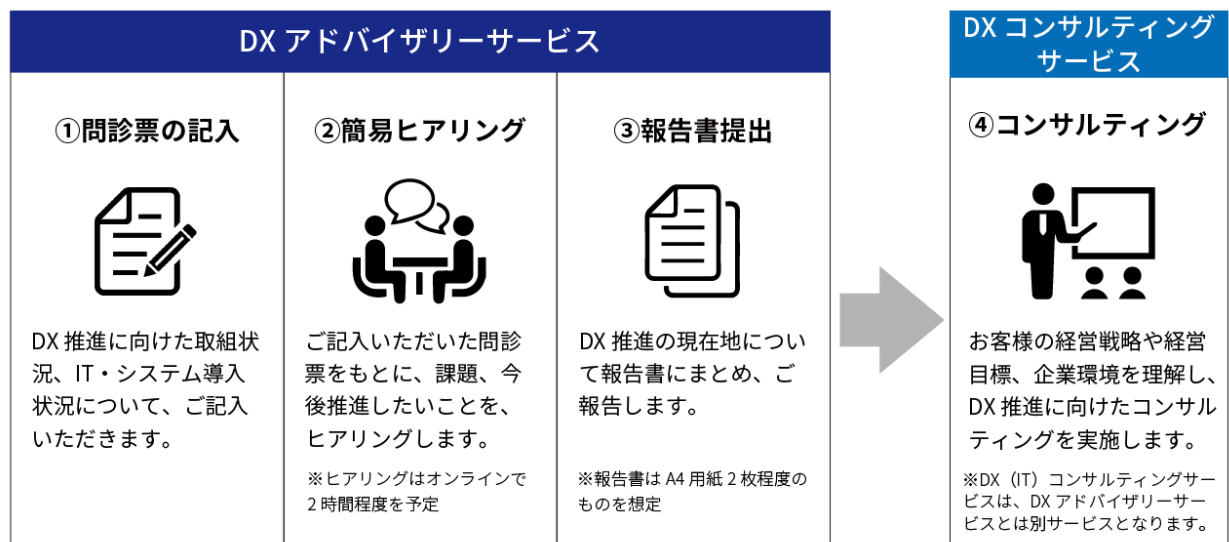 DX アドバイザリーサービス
①問診票の記入
DX 推進に向けた取組状
況、IT・システム導入
状況について、ご記入
いただきます。
②簡易ヒアリング
ご記入いただいた問診
票をもとに、課題、今
後推進したいことを、
ヒアリングします。
※ヒアリングはオンラインで
2 時間程度を予定
③報告書提出
DX 推進の現在地につい
て報告書にまとめ、ご
報告します。
※報告書は A4 用紙 2 枚程度の
ものを想定
DX コンサルティング
サービス
④コンサルティング
お客様の経営戦略や経営
目標、企業環境を理解し、
DX 推進に向けたコンサル
ティングを実施します。
※DX（IT）コンサルティングサー
ビスは、DX アドバイザリーサー
ビスとは別サービスとなります。